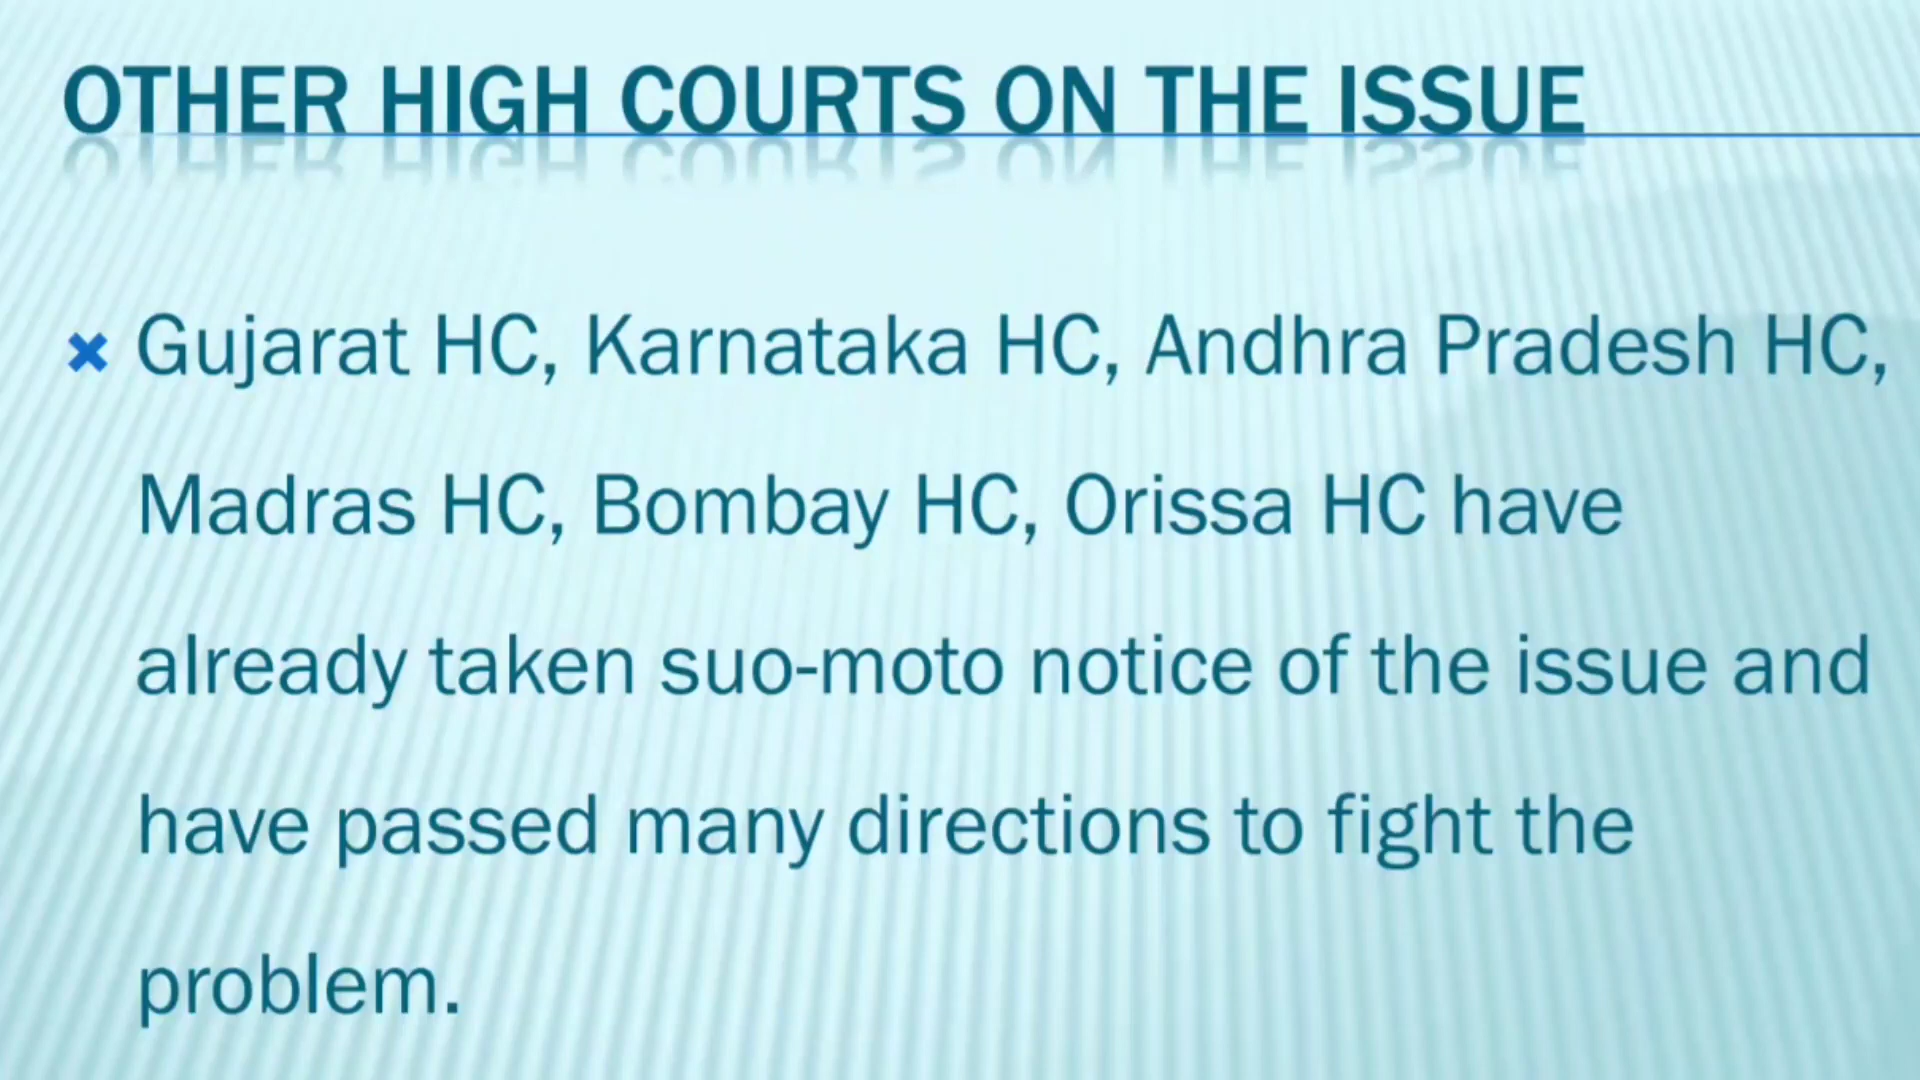 OTHER HIGH COURTS ON THE ISSUE
Gujarat HC, Karnataka HC, Andhra Pradesh HC,
Madras HC, Bombay HC, Orissa HC have
already taken suo-moto notice of the issue and
have passed many directions to fight the
problem.